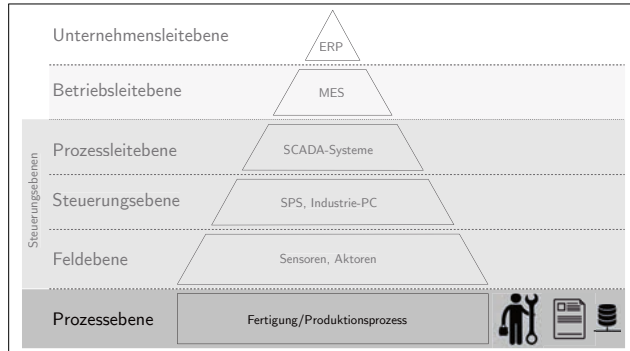 Unternehmensleitebene
ERP
Betriebsleitebene
MES
Steuerungsebenen
Prozessleitebene
SCADA-Systeme
Steuerungsebene
SPS, Industrie-PC
Feldebene
Sensoren, Aktoren
Prozessebene
Fertigung/Produktionsprozess